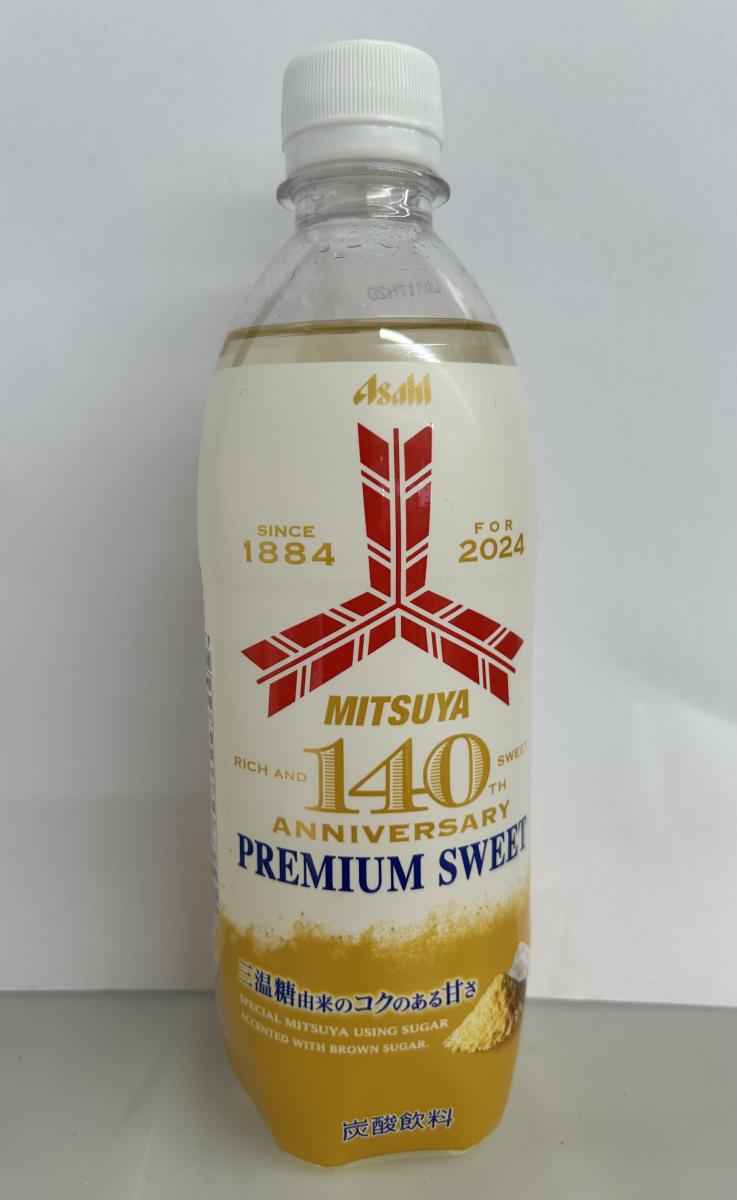 Asahi
SINCE
1884
FOR
2024
MITSUYA
RICH AND
140
TH
SWEET
ANNIVERSARY
PREMIUM SWEET
三温糖由来のコクのある甘さ
SPECIAL MITSUYA USING SUGAR
ACCENTED WITH BROWN SUGAR.
炭酸飲料